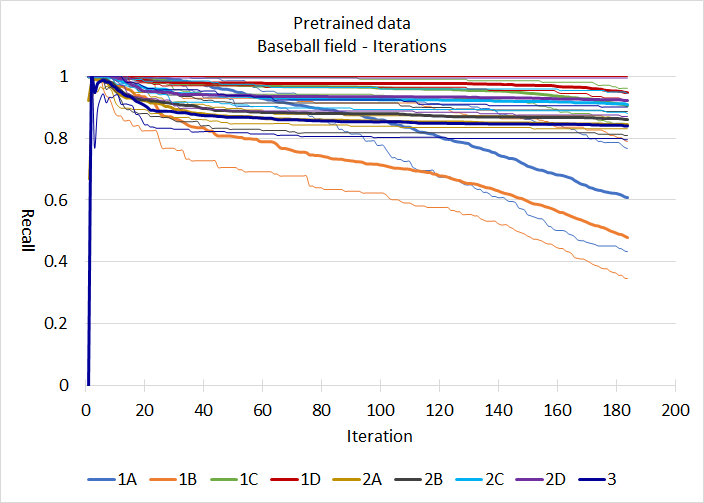 Pretrained data
Baseball field - Iterations
1
0.8
0.6
0.4
0.2
0
Recall
0 20 40 60 80 100 120 140 160 180 200
Iteration
1A 1B 1C 1D 2A 2B 2C 2D 3